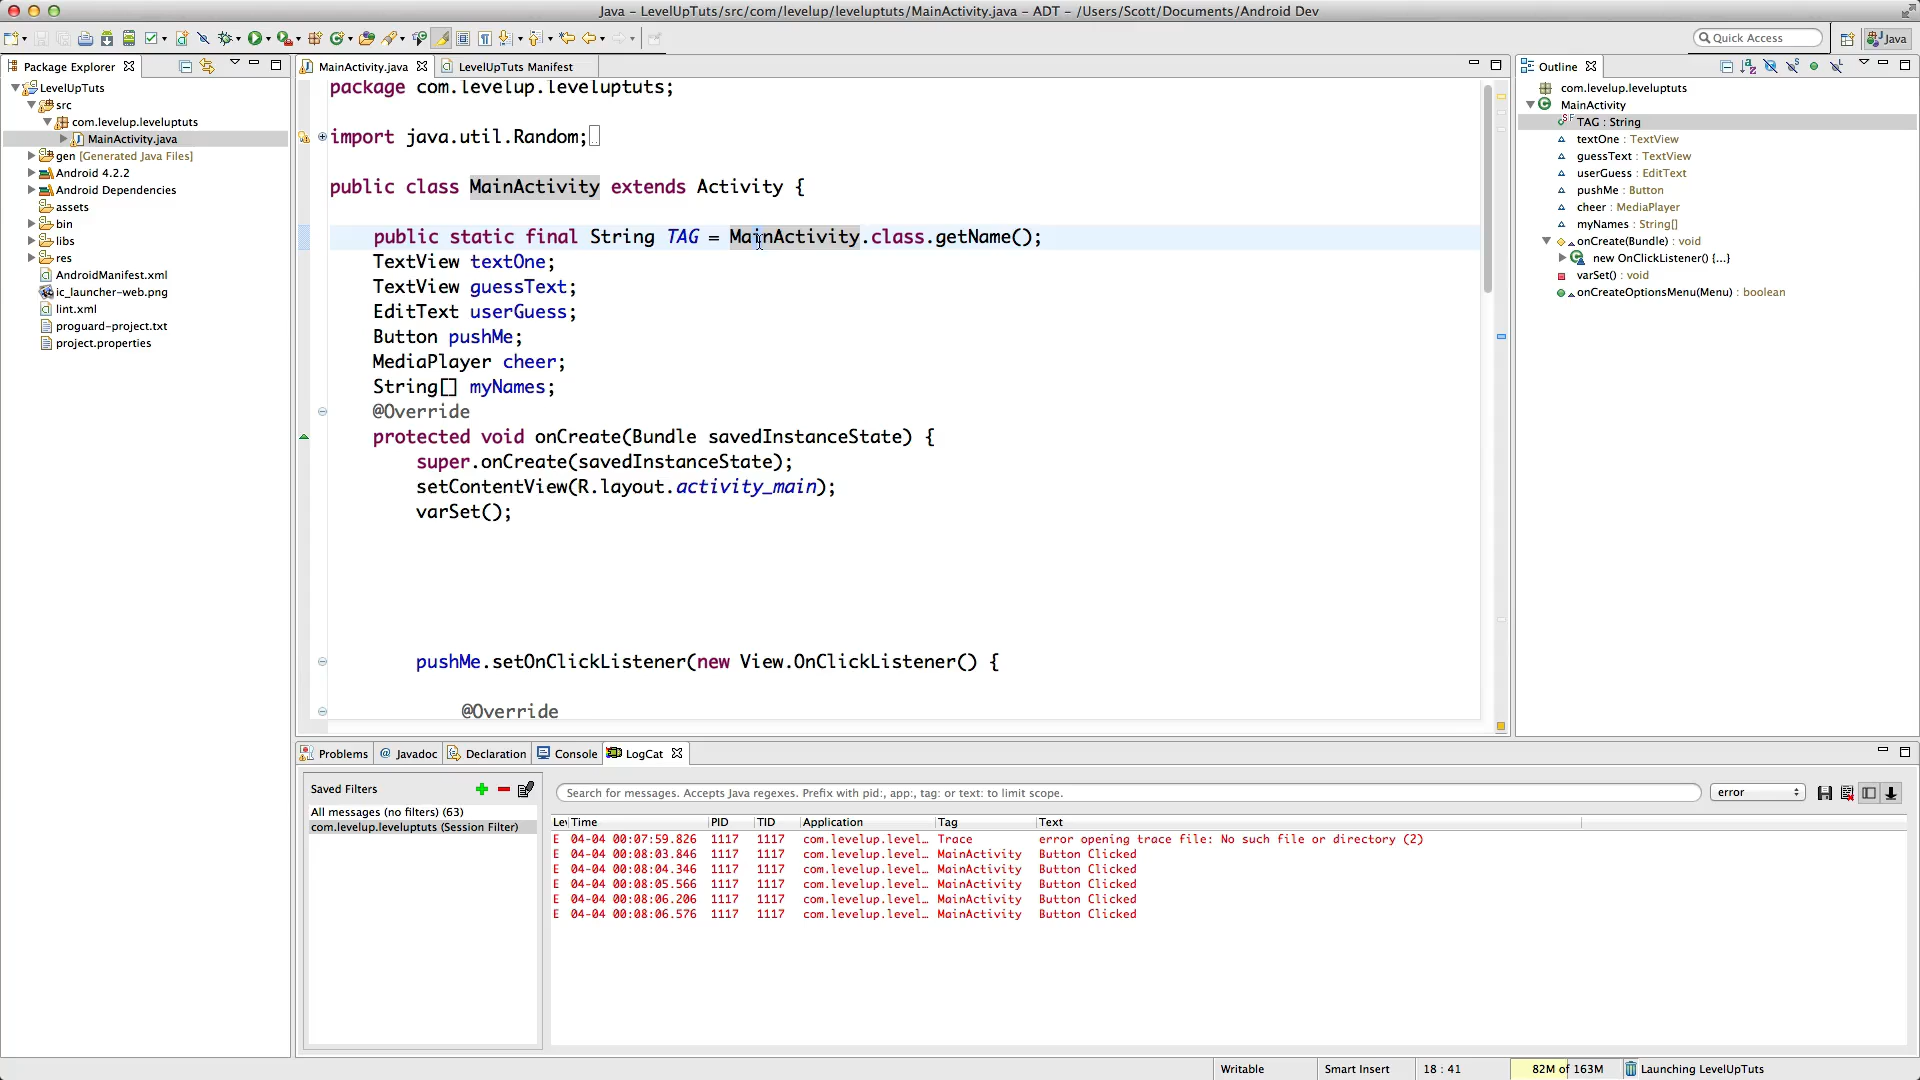 Java – LevelUpTuts/src/com/levelup/leveluptuts/MainActivity.java – ADT – /Users/Scott/Documents/Android Dev
Quick Access
Java
Package Explorer
LevelUpTuts
src
com.levelup.leveluptuts
MainActivity.java
gen [Generated Java Files]
Android 4.2.2
Android Dependencies
assets
bin
libs
res
AndroidManifest.xml
ic_launcher-web.png
lint.xml
proguard-project.txt
project.properties
MainActivity.java
LevelUpTuts Manifest
package com.levelup.leveluptuts;
import java.util.Random;
public class MainActivity extends Activity {
public static final String TAG = MainActivity.class.getName();
TextView textOne;
TextView guessText;
EditText userGuess;
Button pushMe;
MediaPlayer cheer;
String[] myNames;
@Override
protected void onCreate(Bundle savedInstanceState) {
super.onCreate(savedInstanceState);
setContentView(R.layout.activity_main);
varSet();
pushMe.setOnClickListener(new View.OnClickListener() {
@Override
Outline
com.levelup.leveluptuts
MainActivity
TAG : String
textOne : TextView
guessText : TextView
userGuess : EditText
pushMe : Button
cheer : MediaPlayer
myNames : String[]
onCreate(Bundle) : void
new OnClickListener() {...}
varSet() : void
onCreateOptionsMenu(Menu) : boolean
Problems
@ Javadoc
Declaration
Console
LogCat
Saved Filters
All messages (no filters) (63)
com.levelup.leveluptuts (Session Filter)
Search for messages. Accepts Java regexes. Prefix with pid:, app:, tag: or text: to limit scope.
error
Le Time PID TID Application Tag Text
E 04-04 00:07:59.826 1117 1117 com.levelup.level… Trace error opening trace file: No such file or directory (2)
E 04-04 00:08:03.846 1117 1117 com.levelup.level… MainActivity Button Clicked
E 04-04 00:08:04.346 1117 1117 com.levelup.level… MainActivity Button Clicked
E 04-04 00:08:05.566 1117 1117 com.levelup.level… MainActivity Button Clicked
E 04-04 00:08:06.206 1117 1117 com.levelup.level… MainActivity Button Clicked
E 04-04 00:08:06.576 1117 1117 com.levelup.level… MainActivity Button Clicked
Writable
Smart Insert
18 : 41
82M of 163M
Launching LevelUpTuts